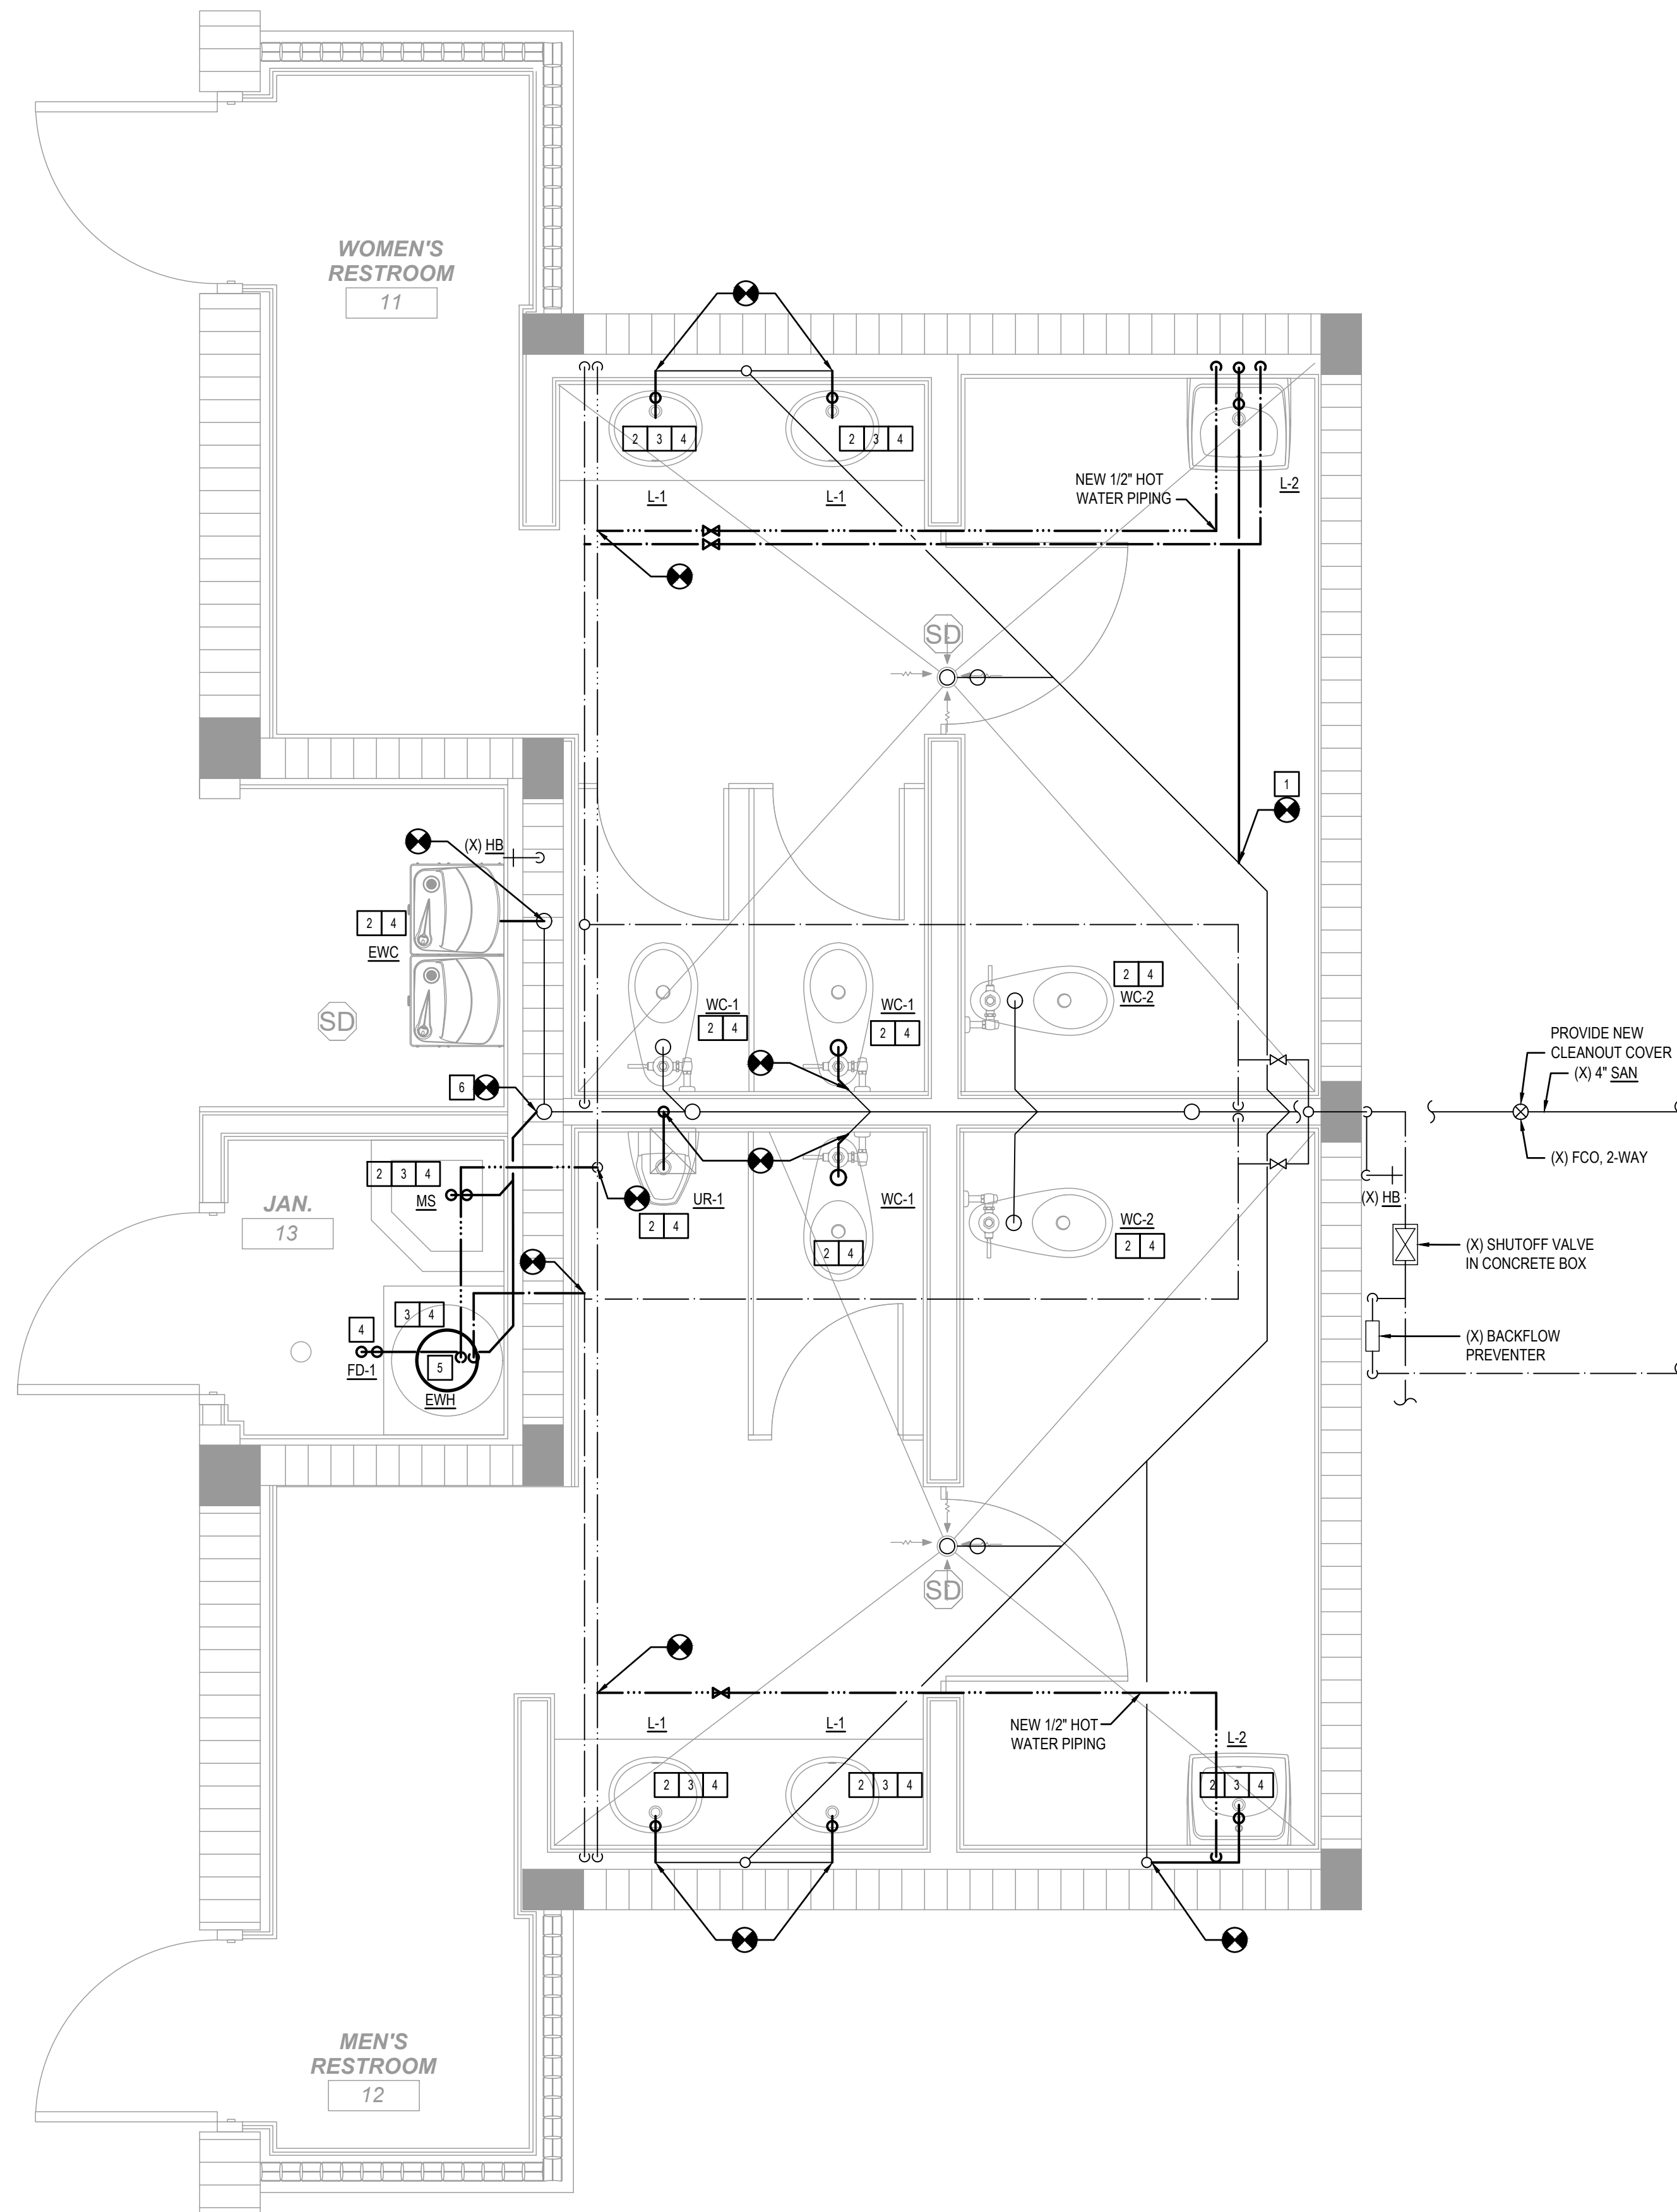 WOMEN'S
RESTROOM
11
2 3 4
2 3 4
L-1
L-1
NEW 1/2" HOT
WATER PIPING
L-2
SD
1
(X) HB
2 4
EWC
SD
WC-1
2 4
WC-1
2 4
2 4
WC-2
PROVIDE NEW
CLEANOUT COVER
(X) 4" SAN
(X) FCO, 2-WAY
6
2 3 4
MS
JAN.
13
UR-1
2 4
WC-1
2 4
WC-2
2 4
(X) HB
(X) SHUTOFF VALVE
IN CONCRETE BOX
3 4
4
FD-1
5
EWH
(X) BACKFLOW
PREVENTER
SD
L-1
L-1
NEW 1/2" HOT
WATER PIPING
L-2
2 3 4
2 3 4
2 3 4
MEN'S
RESTROOM
12